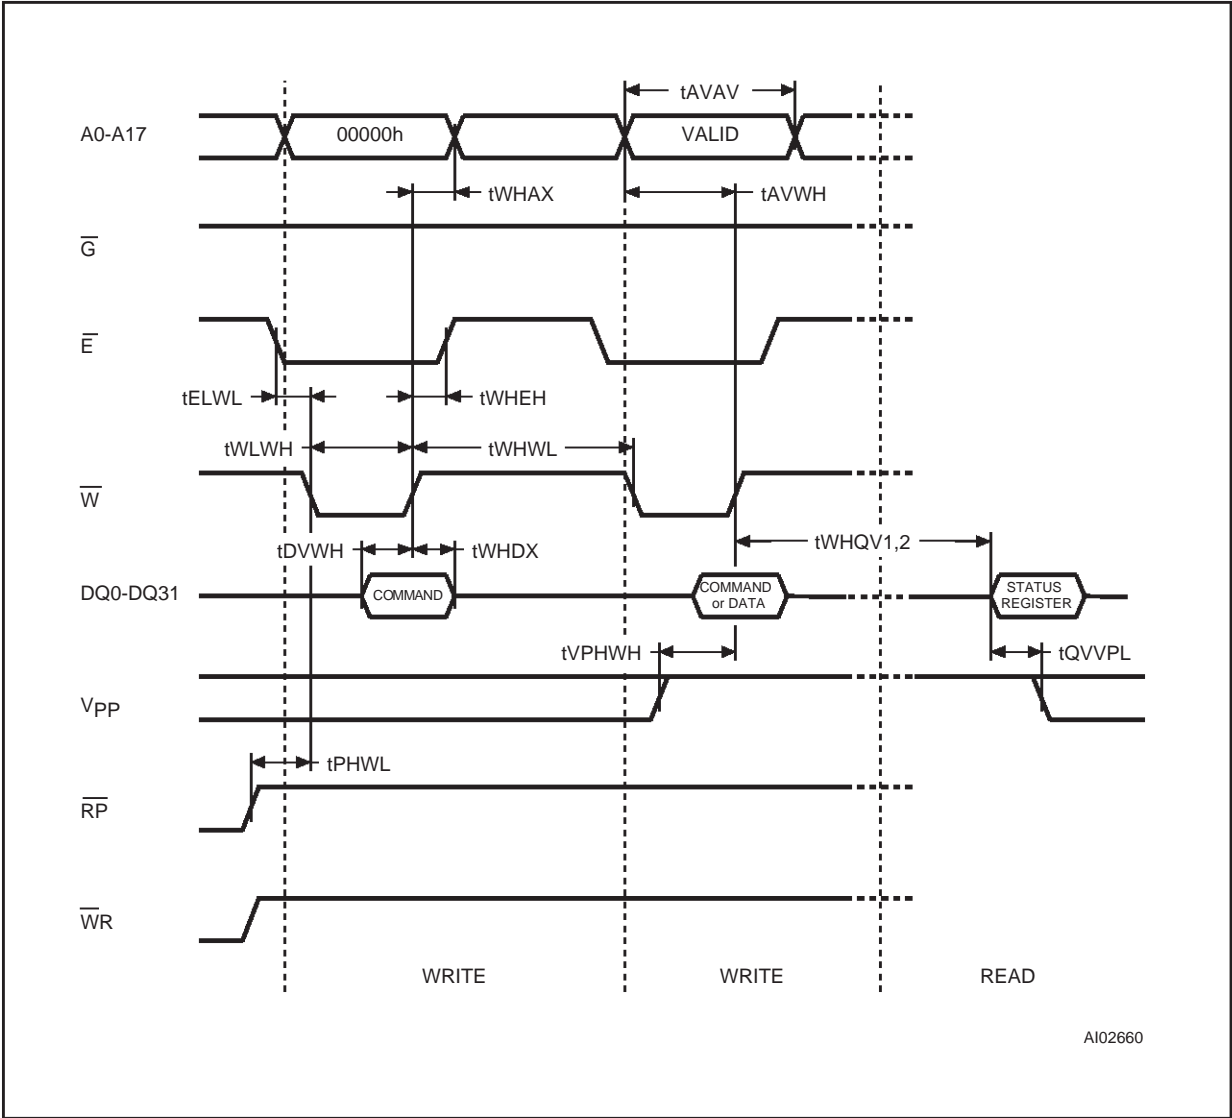 tAVAV
A0-A17 00000h VALID
tWHAX tAVWH
G
E
tELWL tWHEH
tWLWH tWHWL
W
tDVWH tWHDX tWHQV1,2
DQ0-DQ31 COMMAND COMMAND or DATA STATUS REGISTER
tVPHWH tQVVPL
VPP
tPHWL
RP
WR
WRITE WRITE READ
AI02660